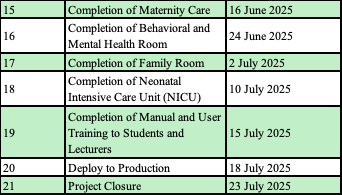 15 Completion of Maternity Care 16 June 2025
16 Completion of Behavioral and Mental Health Room 24 June 2025
17 Completion of Family Room 2 July 2025
18 Completion of Neonatal Intensive Care Unit (NICU) 10 July 2025
19 Completion of Manual and User Training to Students and Lecturers 15 July 2025
20 Deploy to Production 18 July 2025
21 Project Closure 23 July 2025